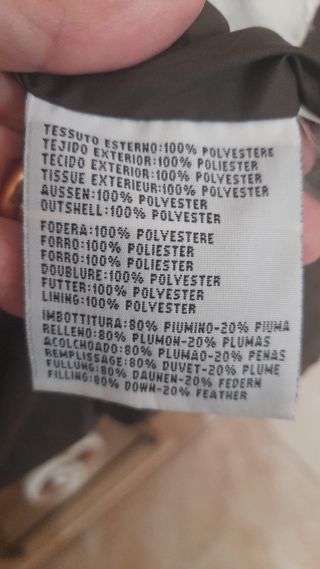 TESSUTO ESTERNO:100% POLYESTERE
TEJIDO EXTERIOR:100% POLIESTER
TECIDO EXTERIOR:100% POLYESTER
TISSUE EXTERIEUR:100% POLYESTER
AUSSEN:100% POLYESTER
OUTSHELL:100% POLYESTER
FODERA:100% POLYESTERE
FORRO:100% POLIESTER
FORRO:100% POLIESTER
DOUBLURE:100% POLYESTER
FUTTER:100% POLYESTER
LINING:100% POLYESTER
IMBOTTITURA:80% PIUMINO-20% PIUMA
RELLENO:80% PLUMON-20% PLUMAS
ACOLCHOADO:80% PLUMAO-20% PENAS
REMPLISSAGE:80% DUVET-20% PLUME
FULLUNG:80% DAUNEN-20% FEDERN
FILLING:80% DOWN-20% FEATHER